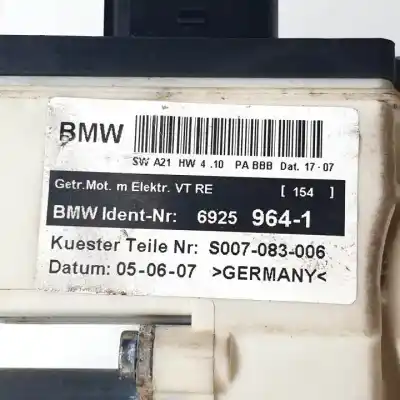 BMW
SW A21 HW 4.10 PA BBB Dat. 17-07
Getr.Mot. m Elektr. VT RE [ 154 ]
BMW Ident-Nr: 6925 964-1
Kuester Teile Nr: S007-083-006
Datum: 05-06-07 >GERMANY<